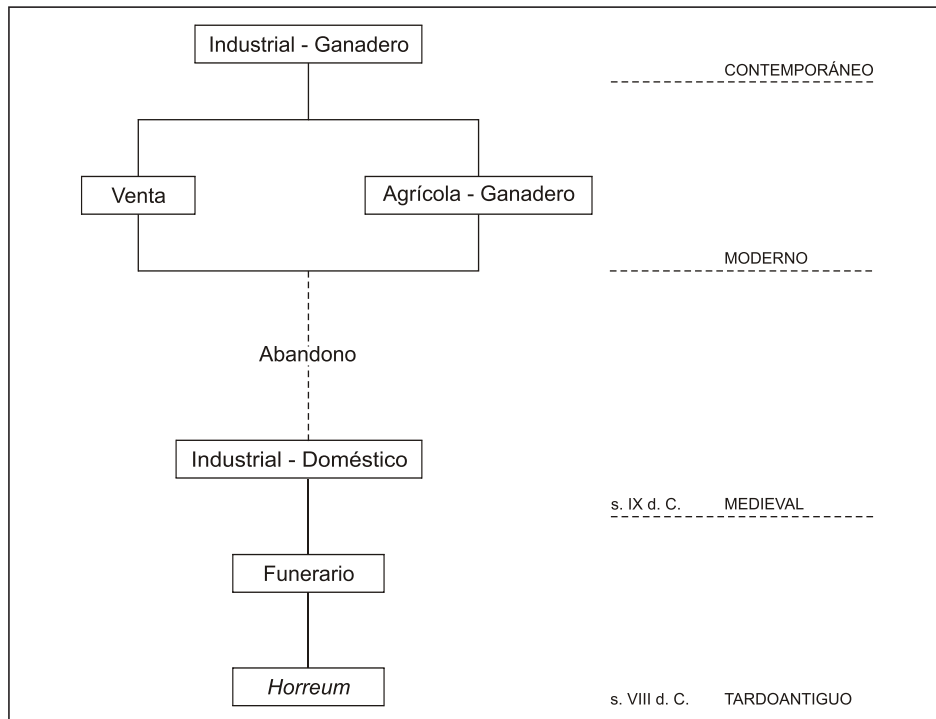 Industrial - Ganadero
CONTEMPORÁNEO
Venta
Agrícola - Ganadero
MODERNO
Abandono
Industrial - Doméstico
s. IX d. C. MEDIEVAL
Funerario
Horreum
s. VIII d. C. TARDOANTIGUO